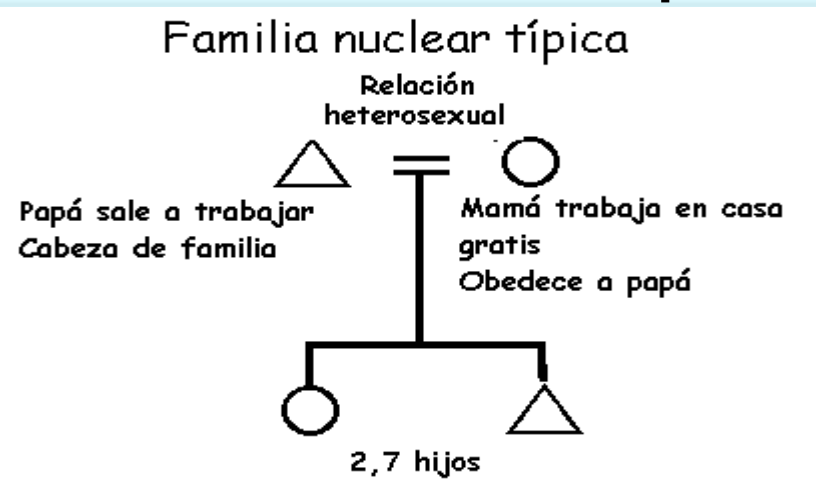 Familia nuclear típica
Relación
heterosexual
Papá sale a trabajar
Cabeza de familia
Mamá trabaja en casa
gratis
Obedece a papá
2,7 hijos